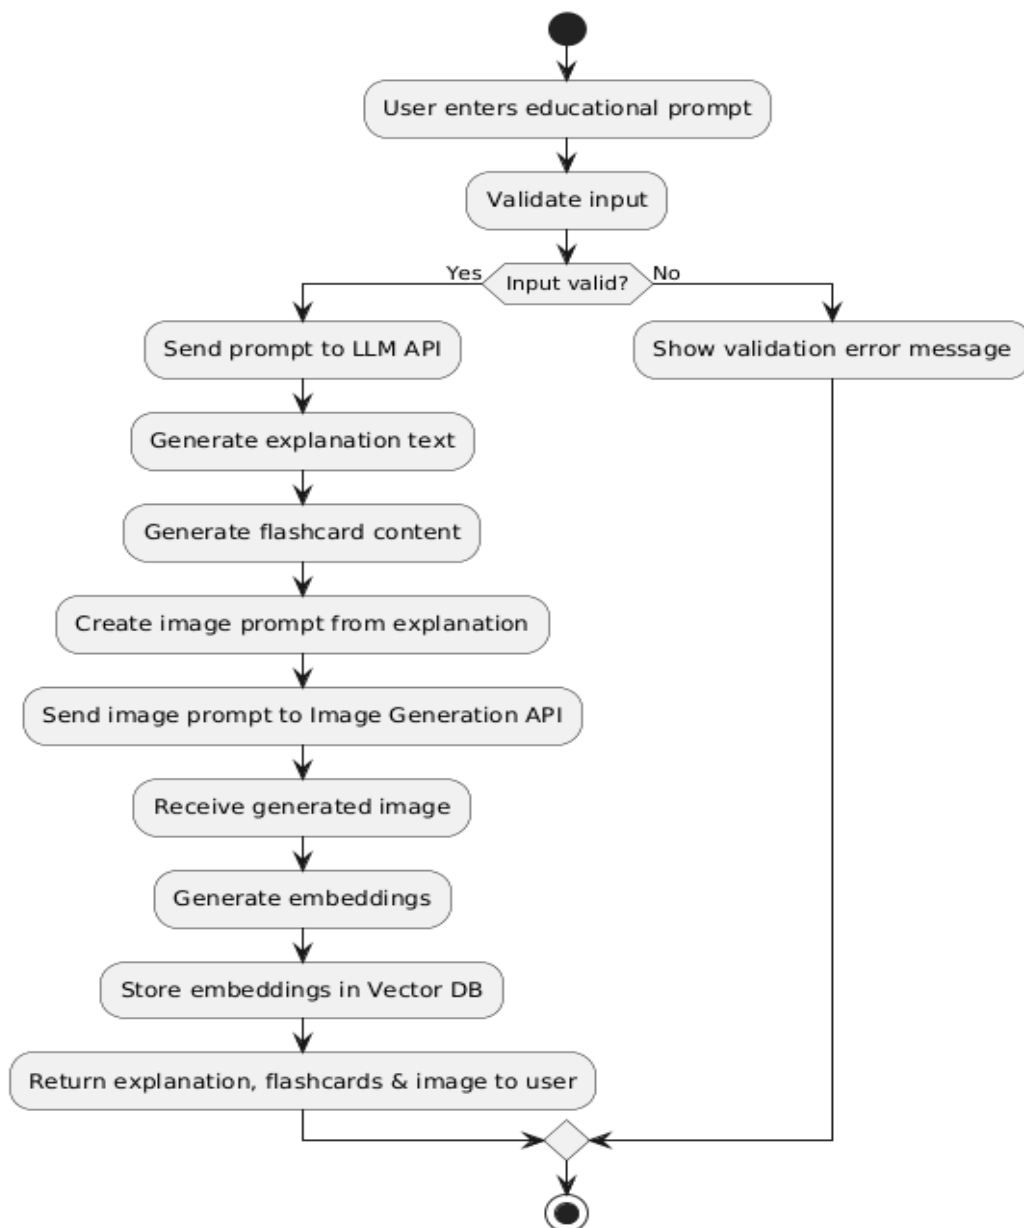 User enters educational prompt
Validate input
Yes
Input valid?
No
Send prompt to LLM API
Show validation error message
Generate explanation text
Generate flashcard content
Create image prompt from explanation
Send image prompt to Image Generation API
Receive generated image
Generate embeddings
Store embeddings in Vector DB
Return explanation, flashcards & image to user